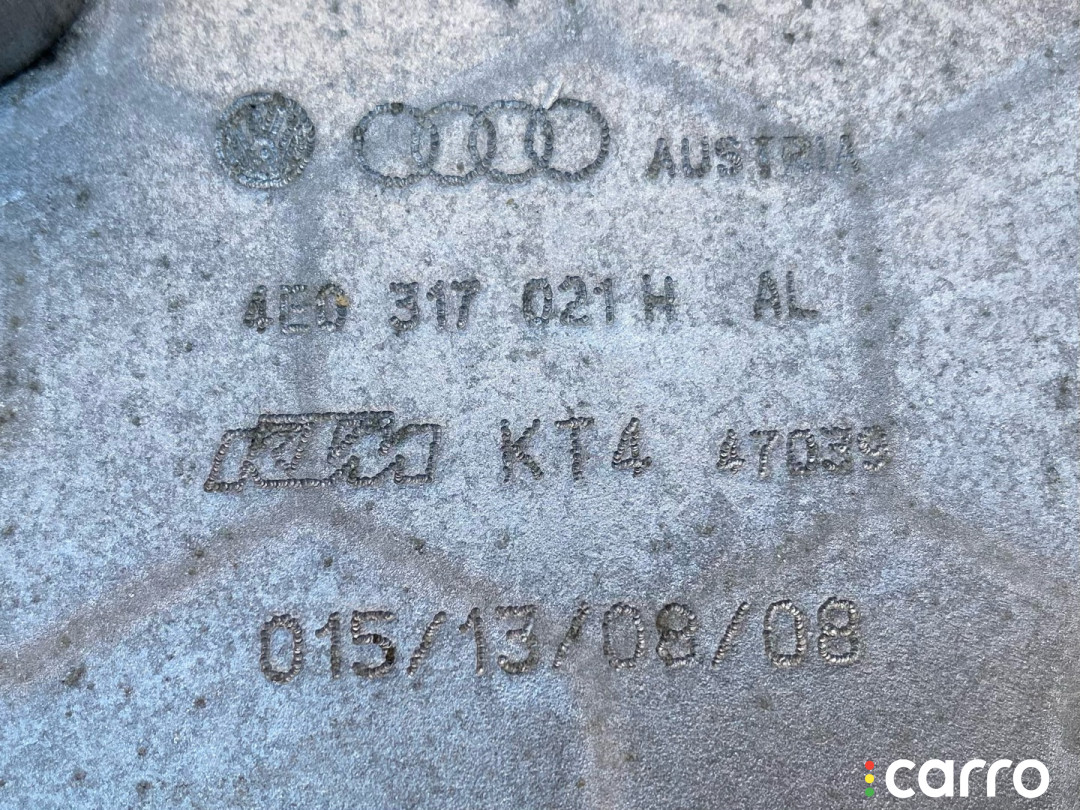 AUSTRIA
4E0 317 021 H AL
KT4 47039
015/13/08/08
carro